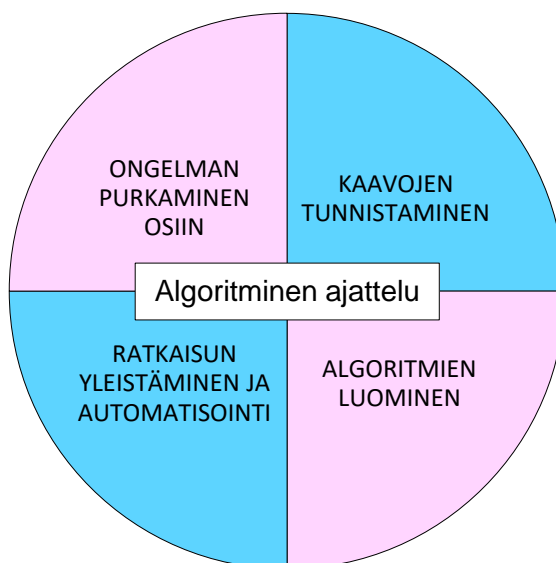 ONGELMAN
PURKAMINEN
OSIIN
KAAVOJEN
TUNNISTAMINEN
Algoritminen ajattelu
RATKAISUN
YLEISTÄMINEN JA
AUTOMATISOINTI
ALGORITMIEN
LUOMINEN